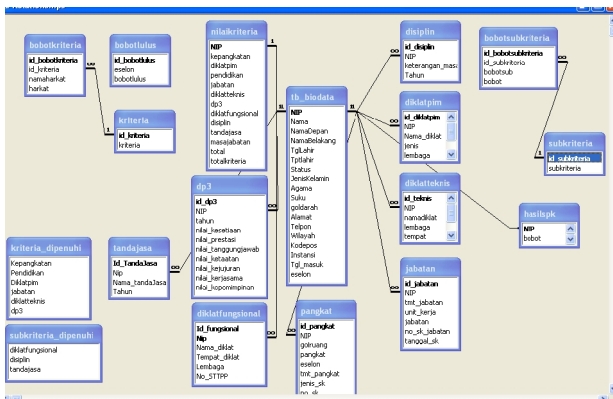 bobotkriteria
id_bobotkriteria
id_kriteria
namaharkat
harkat
bobotlulus
id_bobotlulus
eselon
bobotlulus
kriteria
id_kriteria
kriteria
nilaikriteria
NIP
kepangkatan
diklatpim
pendidikan
jabatan
diklatteknis
dp3
diklatfungsional
disiplin
tandajasa
masajabatan
total
totalkriteria
tb_biodata
NIP
Nama
NamaDepan
NamaBelakang
TglLahir
Tptlahir
Status
JenisKelamin
Agama
Suku
goldarah
Alamat
Telpon
Wilayah
Kodepos
Instansi
Tgl_masuk
eselon
disiplin
id_disiplin
NIP
keterangan_masa
Tahun
bobotsubkriteria
id_bobotsubkriteria
id_subkriteria
bobotsub
bobot
diklatpim
id_diklatpim
NIP
Nama_diklat
jenis
lembaga
subkriteria
id_subkriteria
subkriteria
diklatteknis
id_teknis
NIP
namadiklat
lembaga
tempat
hasilspk
NIP
bobot
dp3
id_dp3
NIP
tahun
nilai_kesetiaan
nilai_prestasi
nilai_tanggungjawab
nilai_ketaatan
nilai_kejujuran
nilai_kerjasama
nilai_kepemimpinan
kriteria_dipenuhi
Kepangkatan
Pendidikan
Diklatpim
jabatan
diklatteknis
dp3
tandajasa
Id_TandaJasa
Nip
Nama_tandaJasa
Tahun
jabatan
id_jabatan
NIP
tmt_jabatan
unit_kerja
jabatan
no_sk_jabatan
tanggal_sk
diklatfungsional
Id_fungsional
Nip
Nama_diklat
Tempat_diklat
Lembaga
No_STTPP
pangkat
id_pangkat
NIP
golruang
pangkat
eselon
tmt_pangkat
jenis_sk
no_sk
subkriteria_dipenuhi
diklatfungsional
disiplin
tandajasa